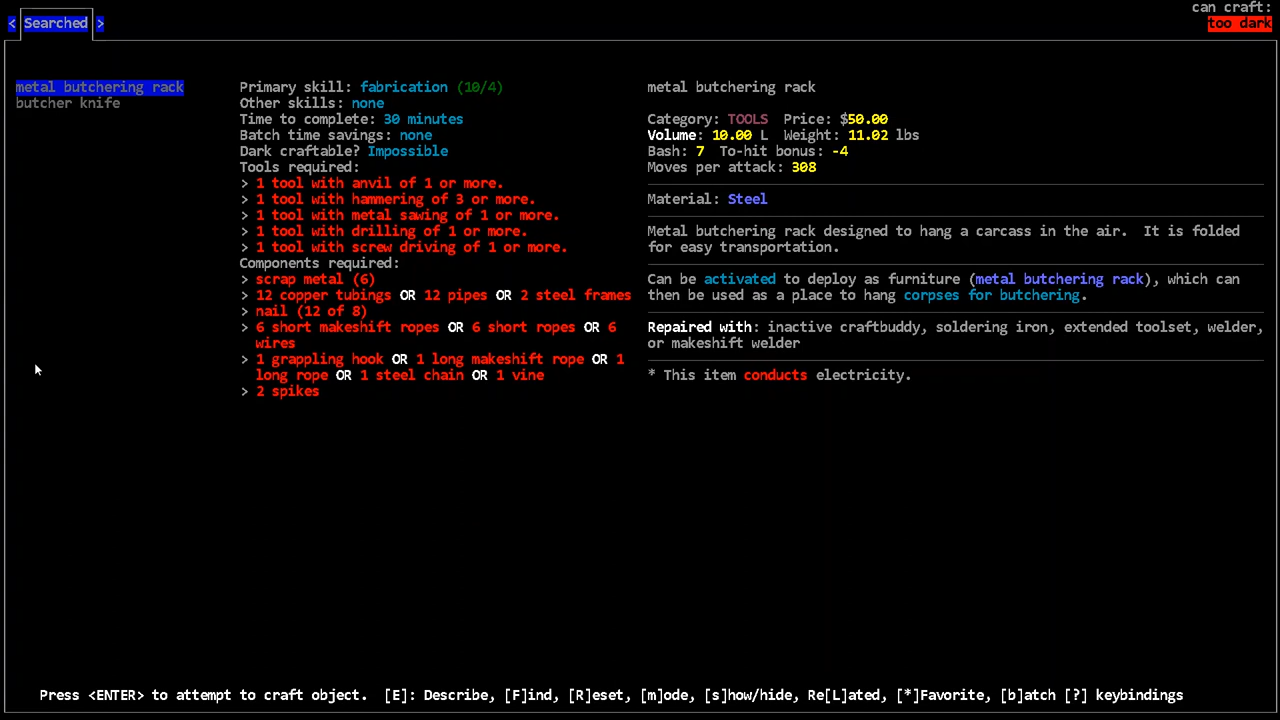 can craft:
< Searched >
too dark
metal butchering rack
butcher knife
Primary skill: fabrication (10/4)
Other skills: none
Time to complete: 30 minutes
Batch time savings: none
Dark craftable? Impossible
Tools required:
> 1 tool with anvil of 1 or more.
> 1 tool with hammering of 3 or more.
> 1 tool with metal sawing of 1 or more.
> 1 tool with drilling of 1 or more.
> 1 tool with screw driving of 1 or more.
Components required:
> scrap metal (6)
> 12 copper tubings OR 12 pipes OR 2 steel frames
> nail (12 of 8)
> 6 short makeshift ropes OR 6 short ropes OR 6
wires
> 1 grappling hook OR 1 long makeshift rope OR 1
long rope OR 1 steel chain OR 1 vine
> 2 spikes
metal butchering rack
Category: TOOLS Price: $50.00
Volume: 10.00 L Weight: 11.02 lbs
Bash: 7 To-hit bonus: -4
Moves per attack: 308
Material: Steel
Metal butchering rack designed to hang a carcass in the air. It is folded
for easy transportation.
Can be activated to deploy as furniture (metal butchering rack), which can
then be used as a place to hang corpses for butchering.
Repaired with: inactive craftbuddy, soldering iron, extended toolset, welder,
or makeshift welder
* This item conducts electricity.
Press <ENTER> to attempt to craft object. [E]: Describe, [F]ind, [R]eset, [m]ode, [s]how/hide, Re[L]ated, [*]Favorite, [b]atch [?] keybindings